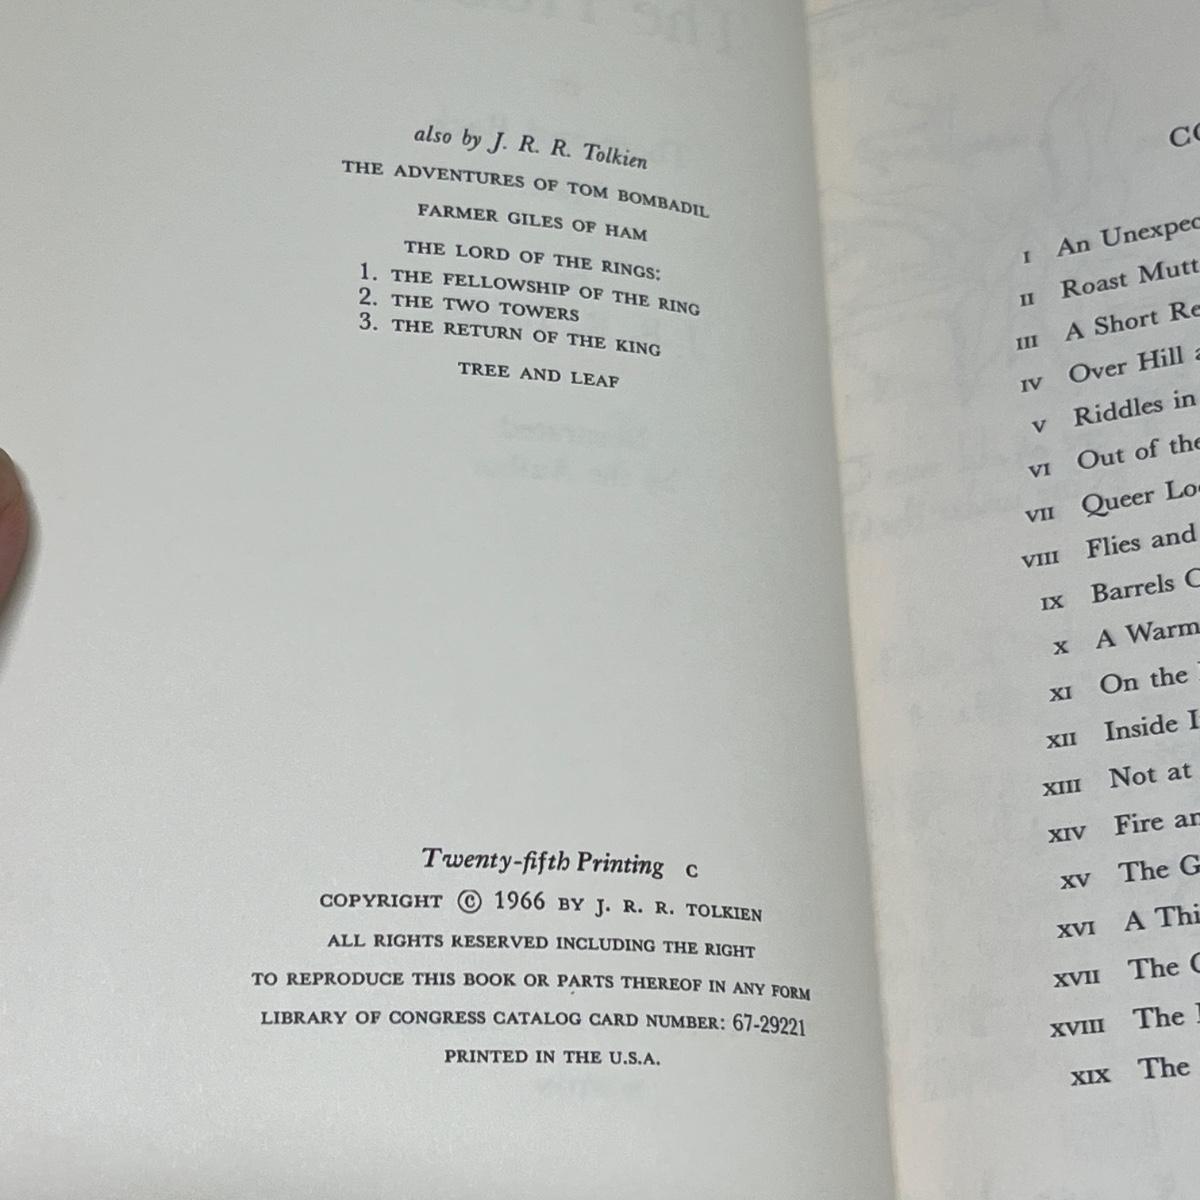 also by J. R. R. Tolkien
THE ADVENTURES OF TOM BOMBADIL
FARMER GILES OF HAM
THE LORD OF THE RINGS:
1. THE FELLOWSHIP OF THE RING
2. THE TWO TOWERS
3. THE RETURN OF THE KING
TREE AND LEAF
Twenty-fifth Printing C
COPYRIGHT © 1966 BY J. R. R. TOLKIEN
ALL RIGHTS RESERVED INCLUDING THE RIGHT
TO REPRODUCE THIS BOOK OR PARTS THEREOF IN ANY FORM
LIBRARY OF CONGRESS CATALOG CARD NUMBER: 67-29221
PRINTED IN THE U.S.A.
CO
I An Unexpec
II Roast Mutt
III A Short Re
IV Over Hill a
V Riddles in
VI Out of the
VII Queer Lo
VIII Flies and
IX Barrels
X A Warm
XI On the
XII Inside I
XIII Not at
XIV Fire an
XV The G
XVI A Thi
XVII The
XVIII The
XIX The